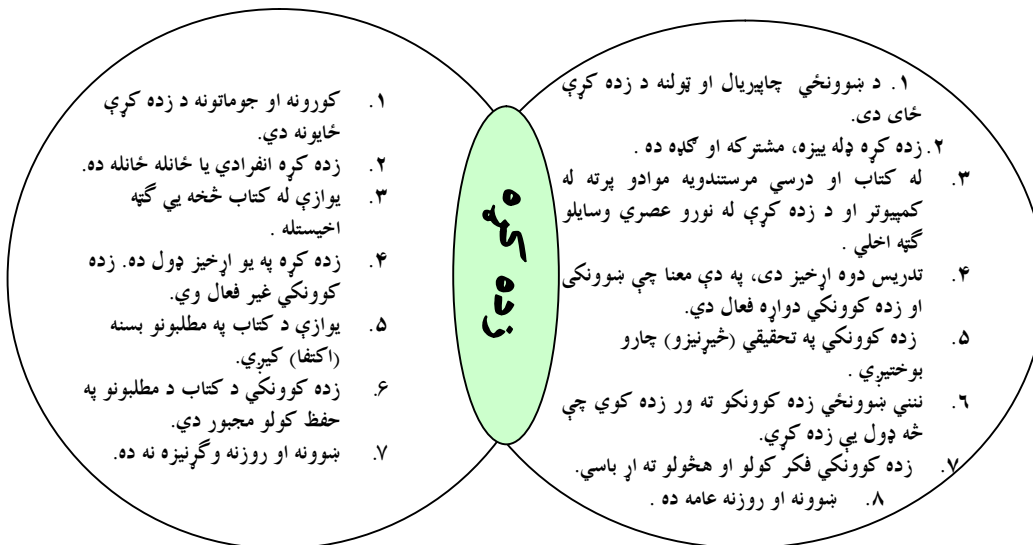 ۱. د ښوونځي چاپېریال او ټولنه د زده کړې
ځای دی.
۲. زده کړه ډله ییزه، مشترکه او ګډه ده .
۳. له کتاب او درسي مرستندویه موادو پرته له
کمپیوتر او د زده کړې له نورو عصري وسایلو
ګټه اخلي .
۴. تدریس دوه اړخیز دی، په دې معنا چې ښوونکی
او زده کوونکي دواړه فعال دي.
۵. زده کوونکي په تحقیقي (څېړنیزو) چارو
بوختېږي .
٦. نننی ښوونځي زده کوونکو ته ور زده کوي چې
څه ډول یې زده کړي.
۷. زده کوونکي فکر کولو او هڅولو ته اړ باسي.
۸. ښوونه او روزنه عامه ده .
زده کړه
۱. کورونه او جوماتونه د زده کړې
ځایونه دي.
۲. زده کړه انفرادي یا ځانله ځانله ده.
۳. یوازې له کتاب څخه یې ګټه
اخیستله .
۴. زده کړه په یو اړخیز ډول ده. زده
کوونکي غیر فعال وي.
۵. یوازې د کتاب په مطلبونو بسنه
(اکتفا) کیږي.
۶. زده کوونکي د کتاب د مطلبونو په
حفظ کولو مجبور دي.
۷. ښوونه او روزنه وګړنیزه نه ده.